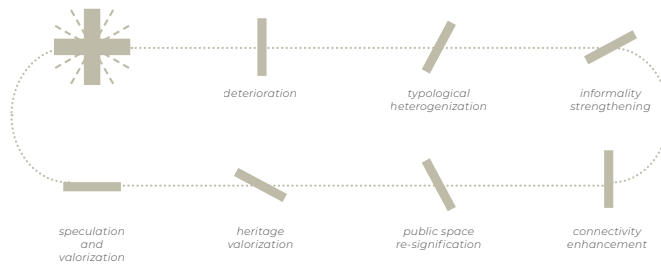 deterioration
typological
heterogenization
informality
strengthening
speculation
and
valorization
heritage
valorization
public space
re-signification
connectivity
enhancement